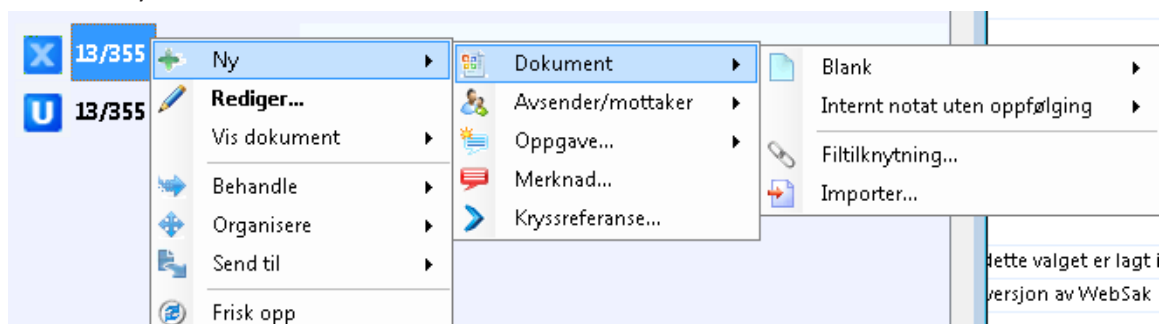 13/355
13/355
Ny
Rediger...
Vis dokument
Behandle
Organisere
Send til
Frisk opp
Dokument
Avsender/mottaker
Oppgave...
Merknad...
Kryssreferanse...
Blank
Internt notat uten oppfølging
Filtilknytning...
Importer...
dette valget er lagt i
versjon av WebSak